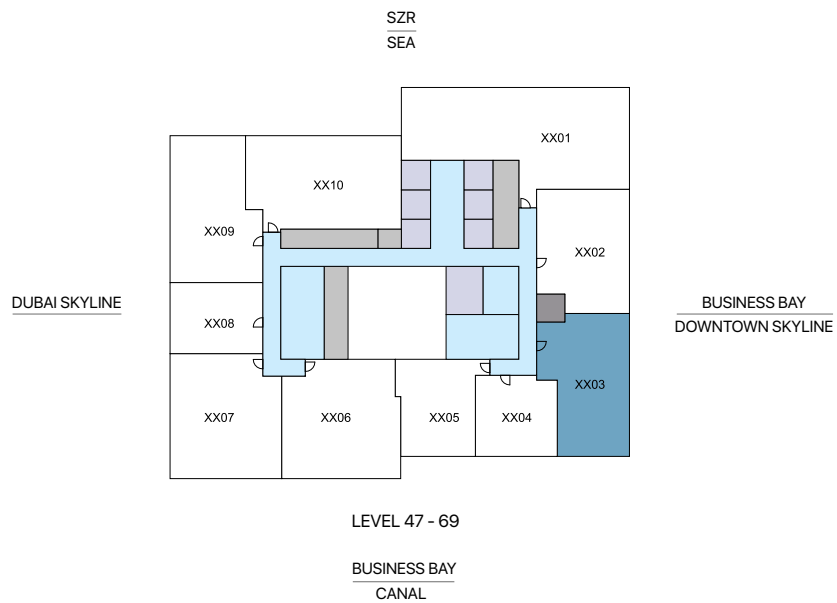 SZR
SEA
XX01
XX10
XX09
XX02
DUBAI SKYLINE
BUSINESS BAY
DOWNTOWN SKYLINE
XX08
XX03
XX07
XX06
XX05
XX04
LEVEL 47 - 69
BUSINESS BAY
CANAL